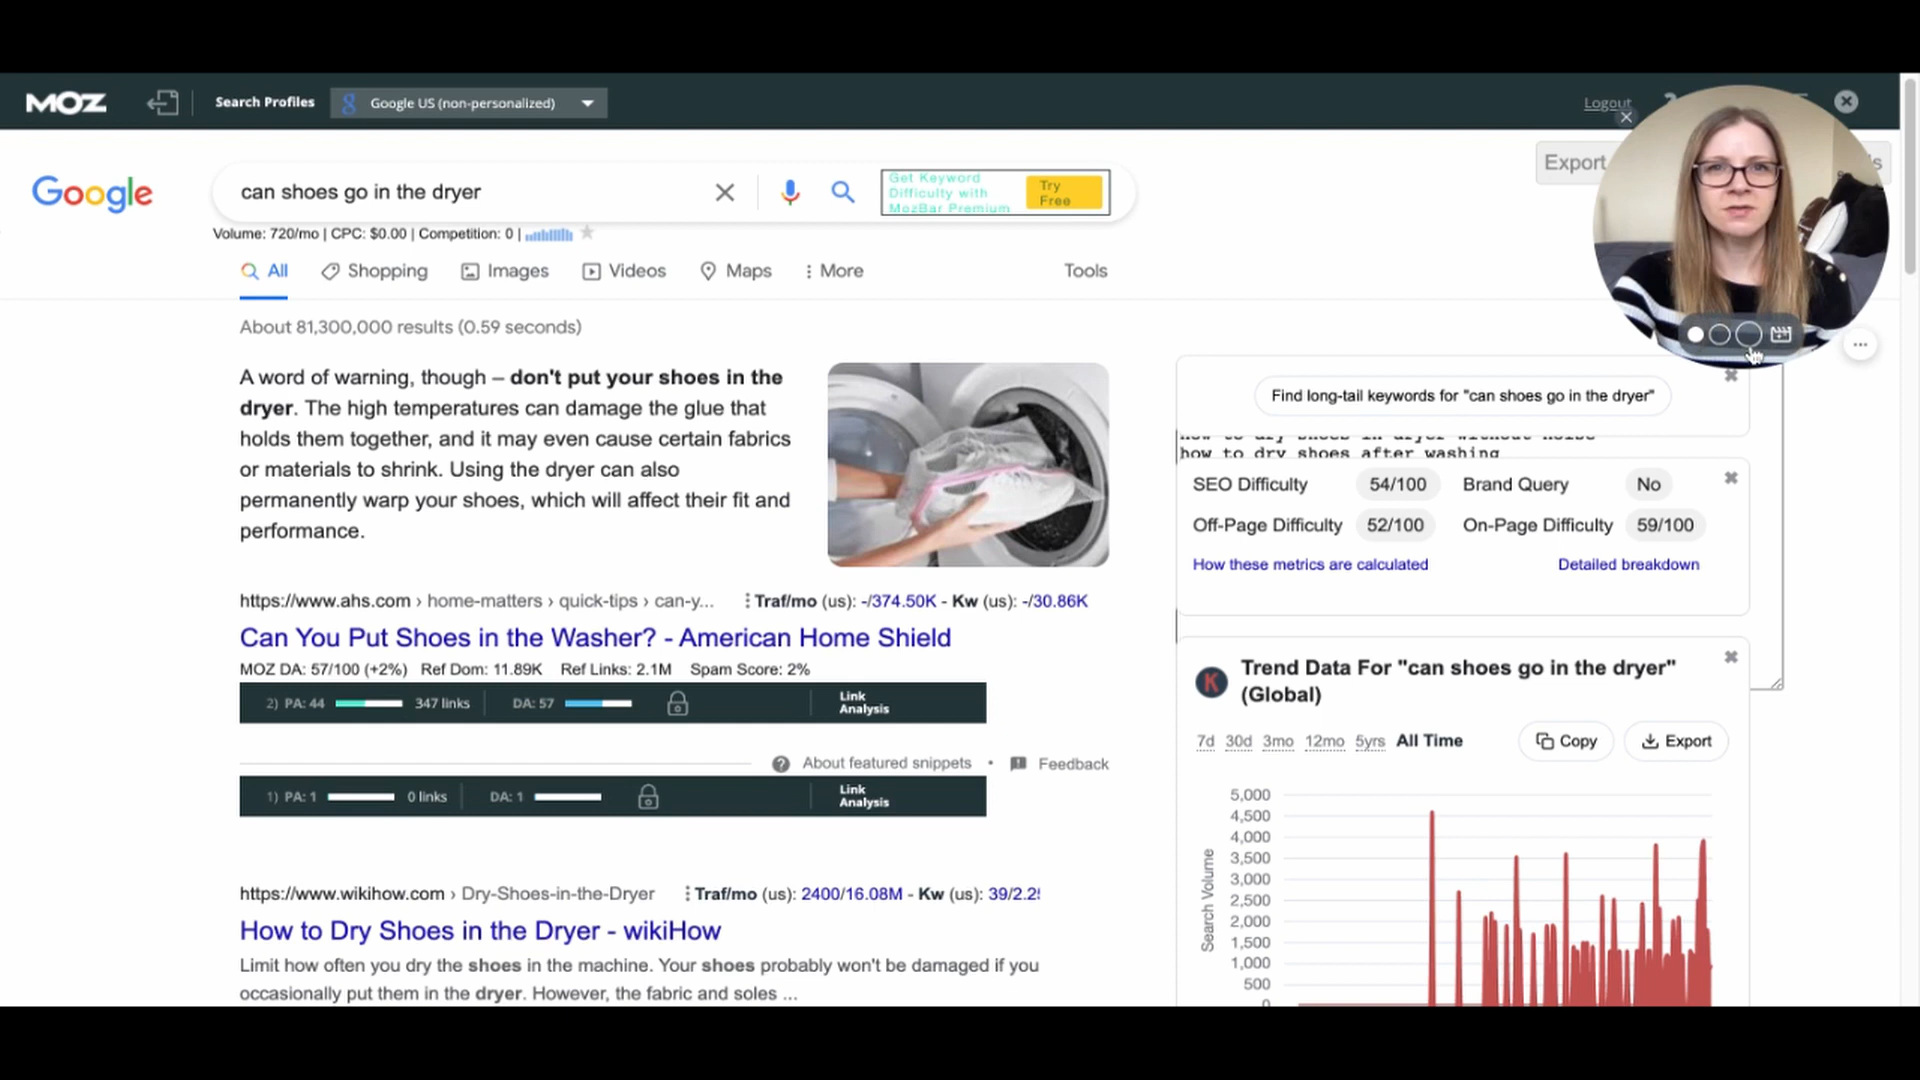 MOZ
Search Profiles
Google US (non-personalized)
Logout
Export
Google
can shoes go in the dryer
Get Keyword
Difficulty with
MozBar Premium
Try
Free
Volume: 720/mo | CPC: $0.00 | Competition: 0 |
All
Shopping
Images
Videos
Maps
More
Tools
About 81,300,000 results (0.59 seconds)
A word of warning, though – don't put your shoes in the
dryer. The high temperatures can damage the glue that
holds them together, and it may even cause certain fabrics
or materials to shrink. Using the dryer can also
permanently warp your shoes, which will affect their fit and
performance.
https://www.ahs.com › home-matters › quick-tips › can-y...
Traf/mo (us): -/374.50K - Kw (us): -/30.86K
Can You Put Shoes in the Washer? - American Home Shield
MOZ DA: 57/100 (+2%) Ref Dom: 11.89K Ref Links: 2.1M Spam Score: 2%
2) PA: 44
347 links
DA: 57
Link
Analysis
About featured snippets • Feedback
1) PA: 1
0 links
DA: 1
Link
Analysis
https://www.wikihow.com › Dry-Shoes-in-the-Dryer
Traf/mo (us): 2400/16.08M - Kw (us): 39/2.2
How to Dry Shoes in the Dryer - wikiHow
Limit how often you dry the shoes in the machine. Your shoes probably won't be damaged if you
occasionally put them in the dryer. However, the fabric and soles ...
Find long-tail keywords for "can shoes go in the dryer"
how to dry shoes in dryer without noise
how to dry shoes after washing
SEO Difficulty 54/100 Brand Query No
Off-Page Difficulty 52/100 On-Page Difficulty 59/100
How these metrics are calculated
Detailed breakdown
K
Trend Data For "can shoes go in the dryer"
(Global)
7d 30d 3mo 12mo 5yrs All Time
Copy
Export
Search Volume
5,000
4,500
4,000
3,500
3,000
2,500
2,000
1,500
1,000
500
0